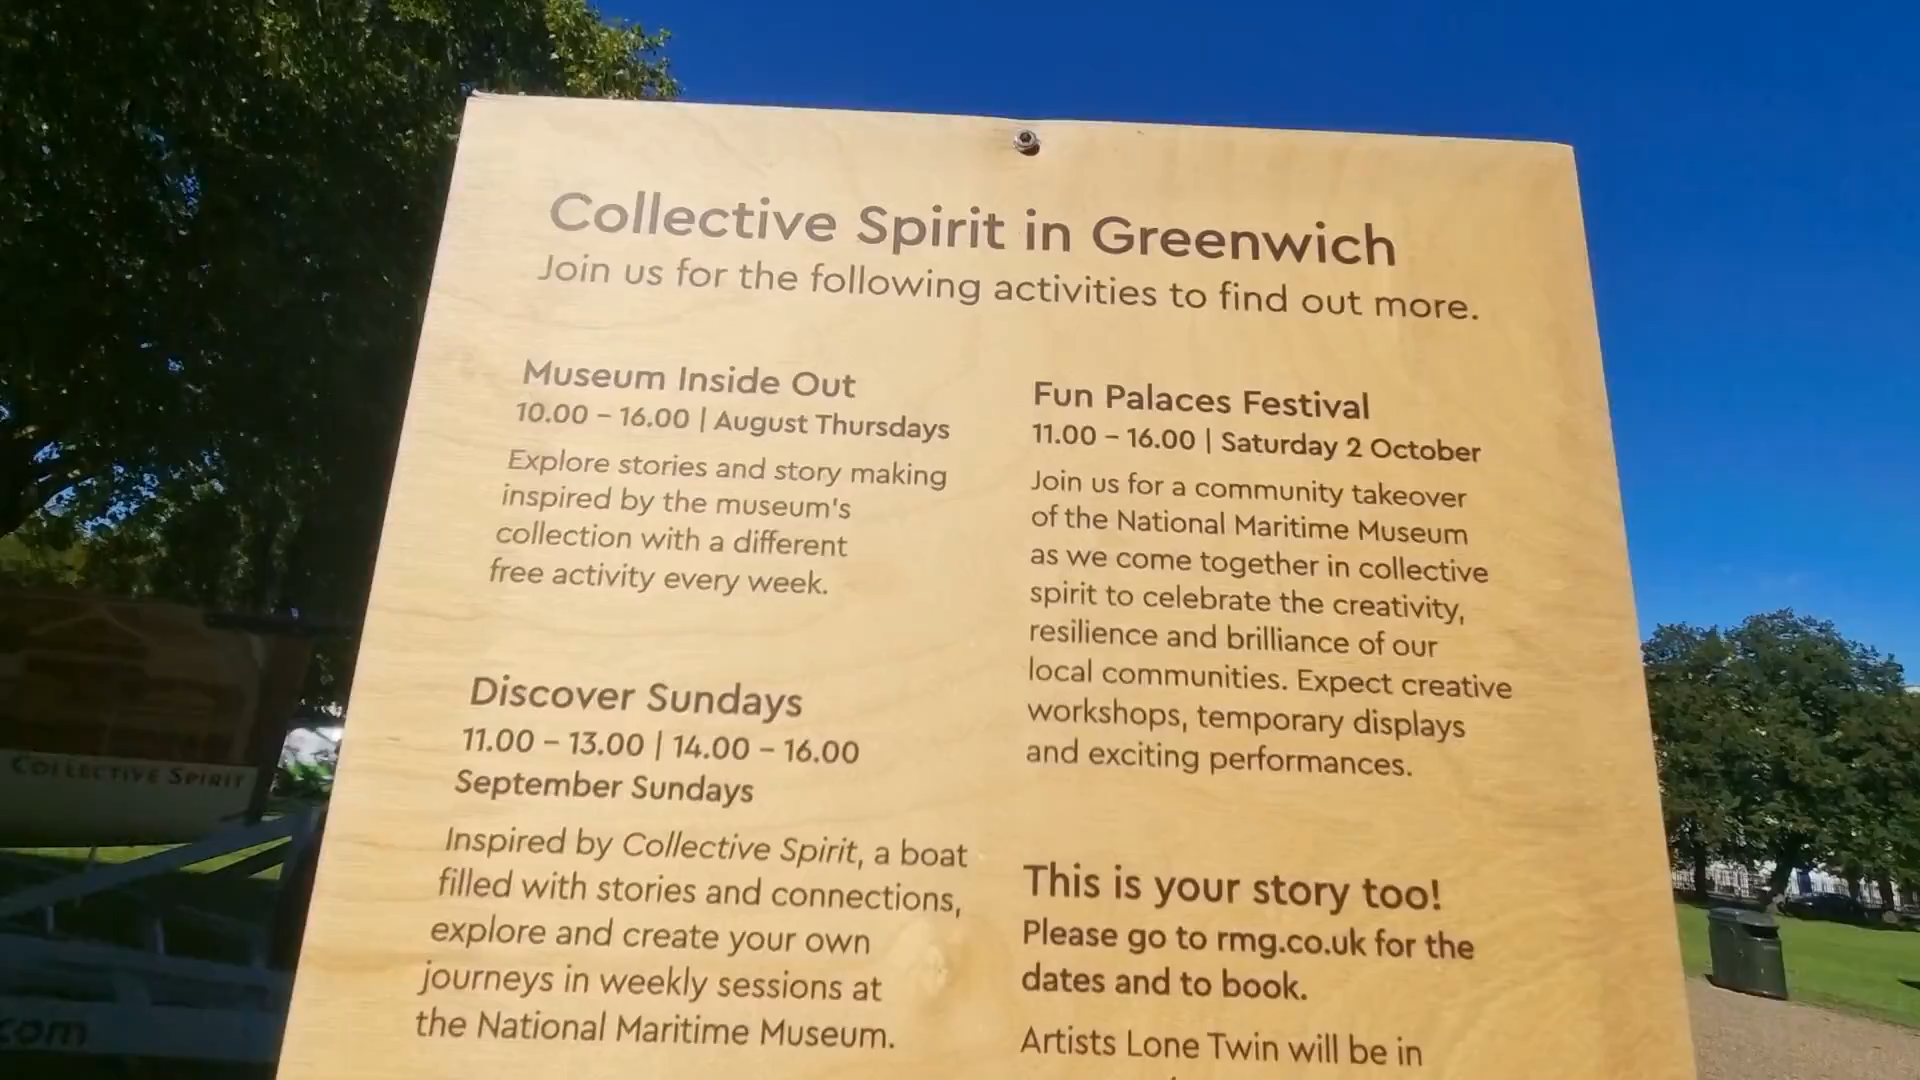 Collective Spirit in Greenwich
Join us for the following activities to find out more.
Museum Inside Out
10.00 – 16.00 | August Thursdays
Explore stories and story making
inspired by the museum's
collection with a different
free activity every week.
Discover Sundays
11.00 – 13.00 | 14.00 – 16.00
September Sundays
Inspired by Collective Spirit, a boat
filled with stories and connections,
explore and create your own
journeys in weekly sessions at
the National Maritime Museum.
Fun Palaces Festival
11.00 – 16.00 | Saturday 2 October
Join us for a community takeover
of the National Maritime Museum
as we come together in collective
spirit to celebrate the creativity,
resilience and brilliance of our
local communities. Expect creative
workshops, temporary displays
and exciting performances.
This is your story too!
Please go to rmg.co.uk for the
dates and to book.
Artists Lone Twin will be in
COLLECTIVE SPIRIT
.com